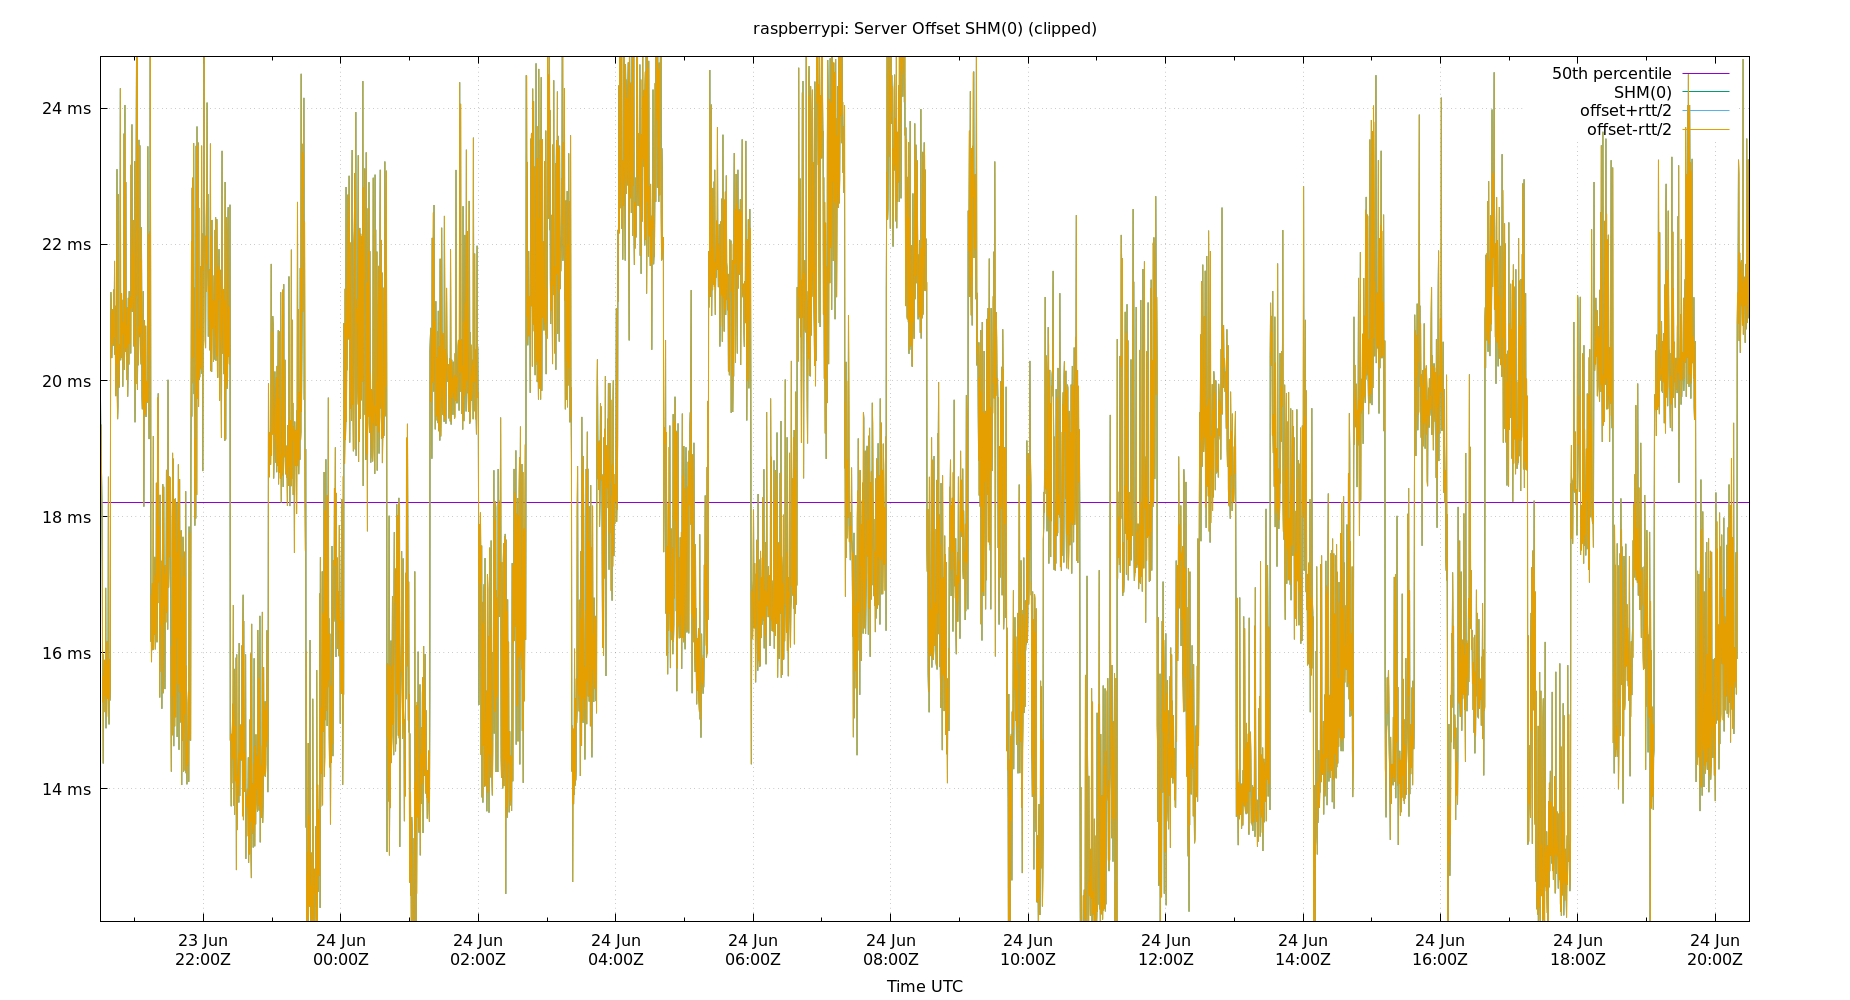 raspberrypi: Server Offset SHM(0) (clipped)
50th percentile
SHM(0)
offset+rtt/2
offset-rtt/2
24 ms
22 ms
20 ms
18 ms
16 ms
14 ms
23 Jun 24 Jun 24 Jun 24 Jun 24 Jun 24 Jun 24 Jun 24 Jun 24 Jun 24 Jun 24 Jun 24 Jun
22:00Z 00:00Z 02:00Z 04:00Z 06:00Z 08:00Z 10:00Z 12:00Z 14:00Z 16:00Z 18:00Z 20:00Z
Time UTC